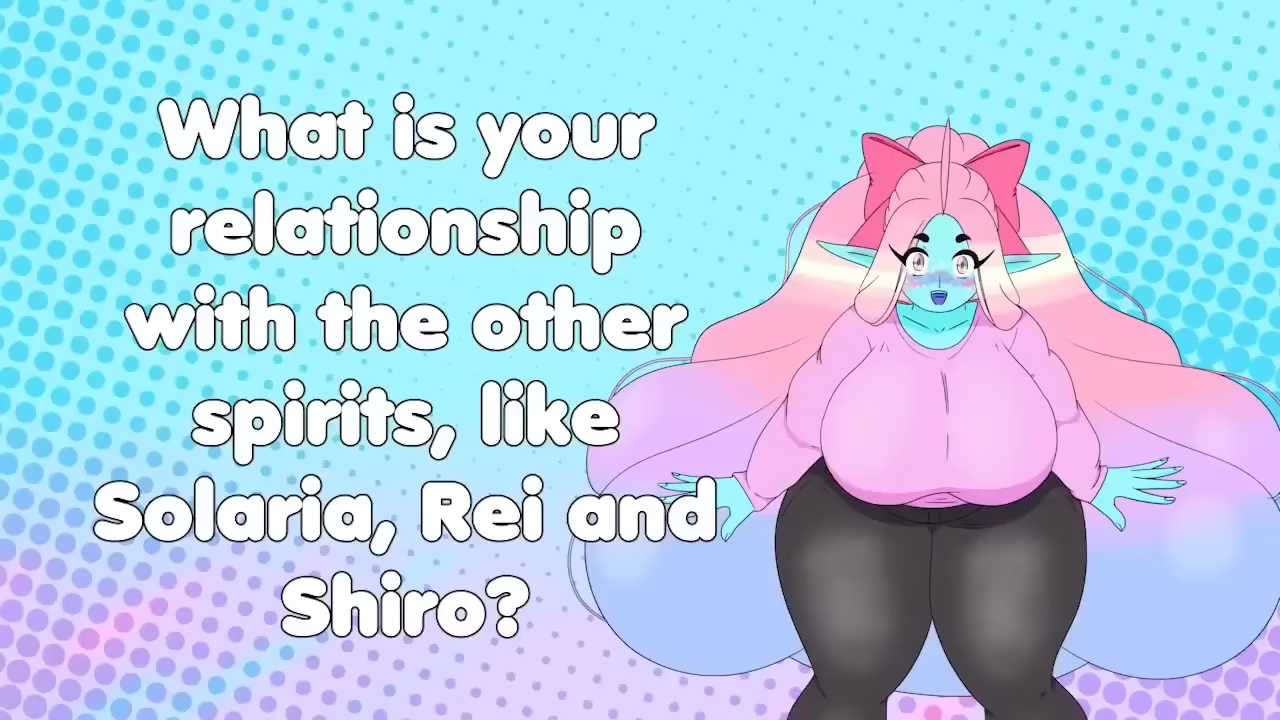 What is your
relationship
with the other
spirits, like
Solaria, Rei and
Shiro?